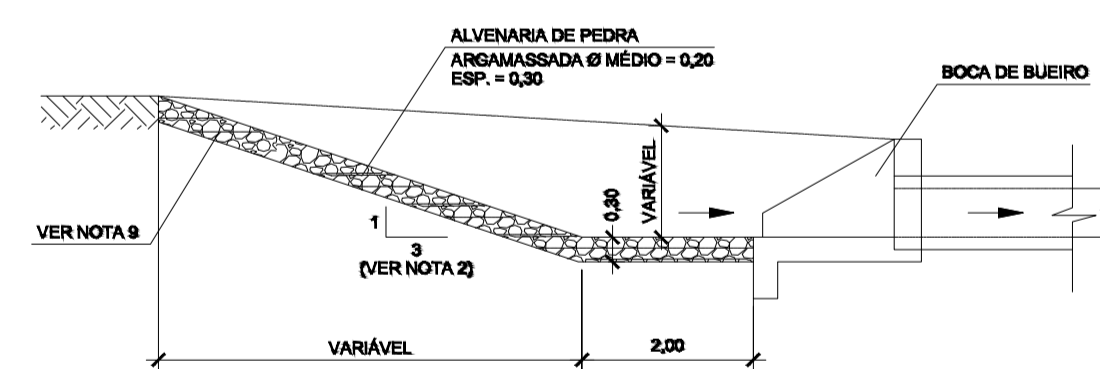 ALVENARIA DE PEDRA
ARGAMASSADA Ø MÉDIO = 0,20
ESP. = 0,30
BOCA DE BUEIRO
VARIÁVEL
0,30
1
3
(VER NOTA 2)
VER NOTA 9
VARIÁVEL
2,00